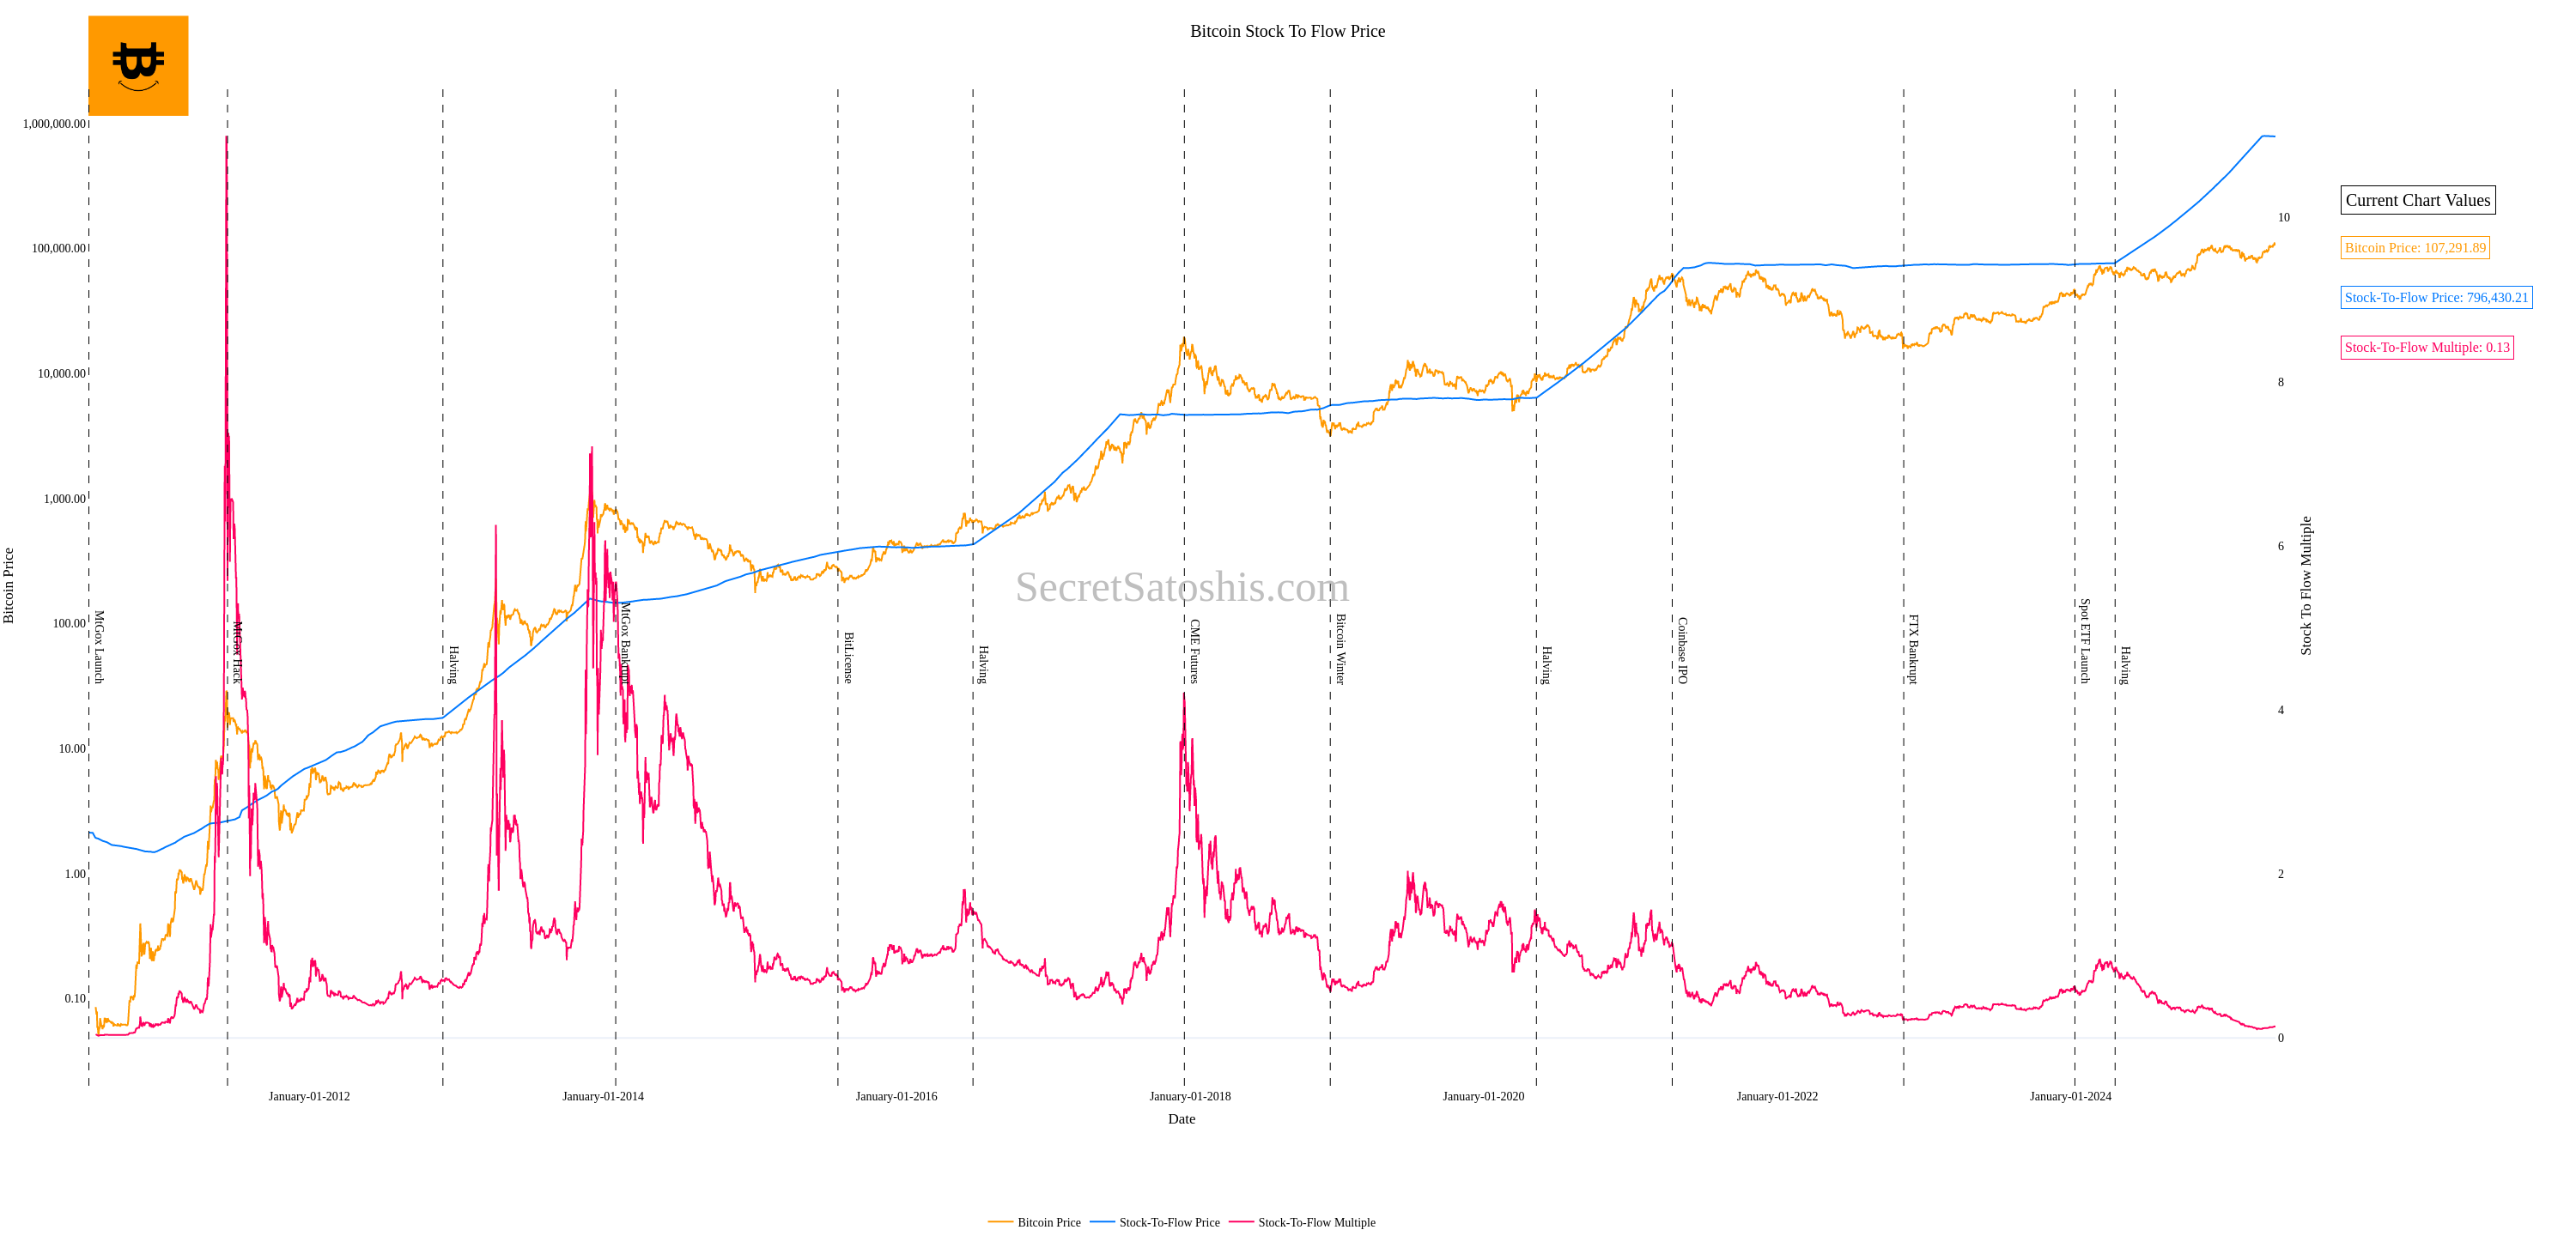 Bitcoin Stock To Flow Price
1,000,000.00
100,000.00
10,000.00
1,000.00
100.00
10.00
1.00
0.10
Bitcoin Price
MtGox Launch
MtGox Hack
Halving
MtGox Bankrupt
BitLicense
Halving
CME Futures
Bitcoin Winter
Halving
Coinbase IPO
FTX Bankrupt
Spot ETF Launch
Halving
SecretSatoshis.com
10
8
6
4
2
0
Stock To Flow Multiple
Current Chart Values
Bitcoin Price: 107,291.89
Stock-To-Flow Price: 796,430.21
Stock-To-Flow Multiple: 0.13
January-01-2012
January-01-2014
January-01-2016
January-01-2018
January-01-2020
January-01-2022
January-01-2024
Date
Bitcoin Price
Stock-To-Flow Price
Stock-To-Flow Multiple